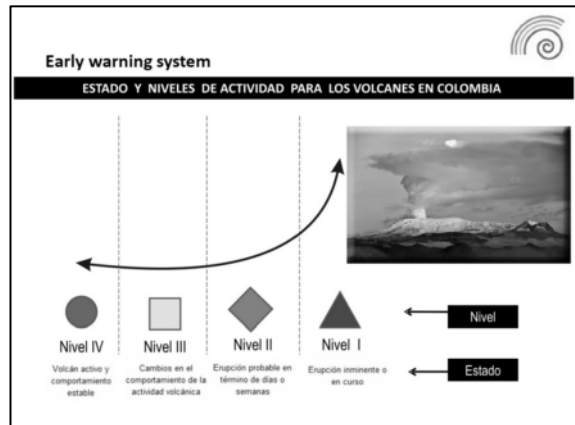 Early warning system
ESTADO Y NIVELES DE ACTIVIDAD PARA LOS VOLCANES EN COLOMBIA
Nivel IV
Nivel III
Nivel II
Nivel I
Nivel
Volcán activo y
comportamiento
estable
Cambios en el
comportamiento de la
actividad volcánica
Erupción probable en
término de días o
semanas
Erupción inminente o
en curso
Estado